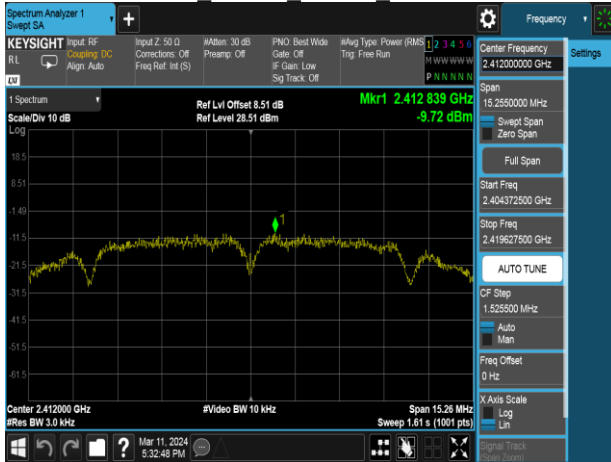 Spectrum Analyzer 1
Swept SA
+
Frequency
KEYSIGHT
RL
LXI
Input: RF
Coupling: DC
Align: Auto
Input Z: 50 Ω
Corrections: Off
Freq Ref: Int (S)
#Atten: 30 dB
Preamp: Off
PNO: Best Wide
Gate: Off
IF Gain: Low
Sig Track: Off
#Avg Type: Power (RMS
Trig: Free Run
1 2 3 4 5 6
M W W W W W
P N N N N N
Center Frequency
2.412000000 GHz
Settings
Span
15.2550000 MHz
Swept Span
Zero Span
Full Span
Start Freq
2.404372500 GHz
Stop Freq
2.419627500 GHz
AUTO TUNE
CF Step
1.525500 MHz
Auto
Man
Freq Offset
0 Hz
X Axis Scale
Log
Lin
Signal Track
(Span Zoom)
1 Spectrum
Scale/Div 10 dB
Ref Lvl Offset 8.51 dB
Ref Level 28.51 dBm
Mkr1 2.412 839 GHz
-9.72 dBm
Log
18.5
8.51
-1.49
-11.5
-21.5
-31.5
-41.5
-51.5
-61.5
1
Center 2.412000 GHz
#Res BW 3.0 kHz
#Video BW 10 kHz
Span 15.26 MHz
Sweep 1.61 s (1001 pts)
?
Mar 11, 2024
5:32:48 PM